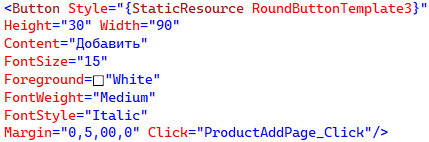 <Button Style="{StaticResource RoundButtonTemplate3}"
Height="30" Width="90"
Content="Добавить"
FontSize="15"
Foreground="White"
FontWeight="Medium"
FontStyle="Italic"
Margin="0,5,00,0" Click="ProductAddPage_Click"/>